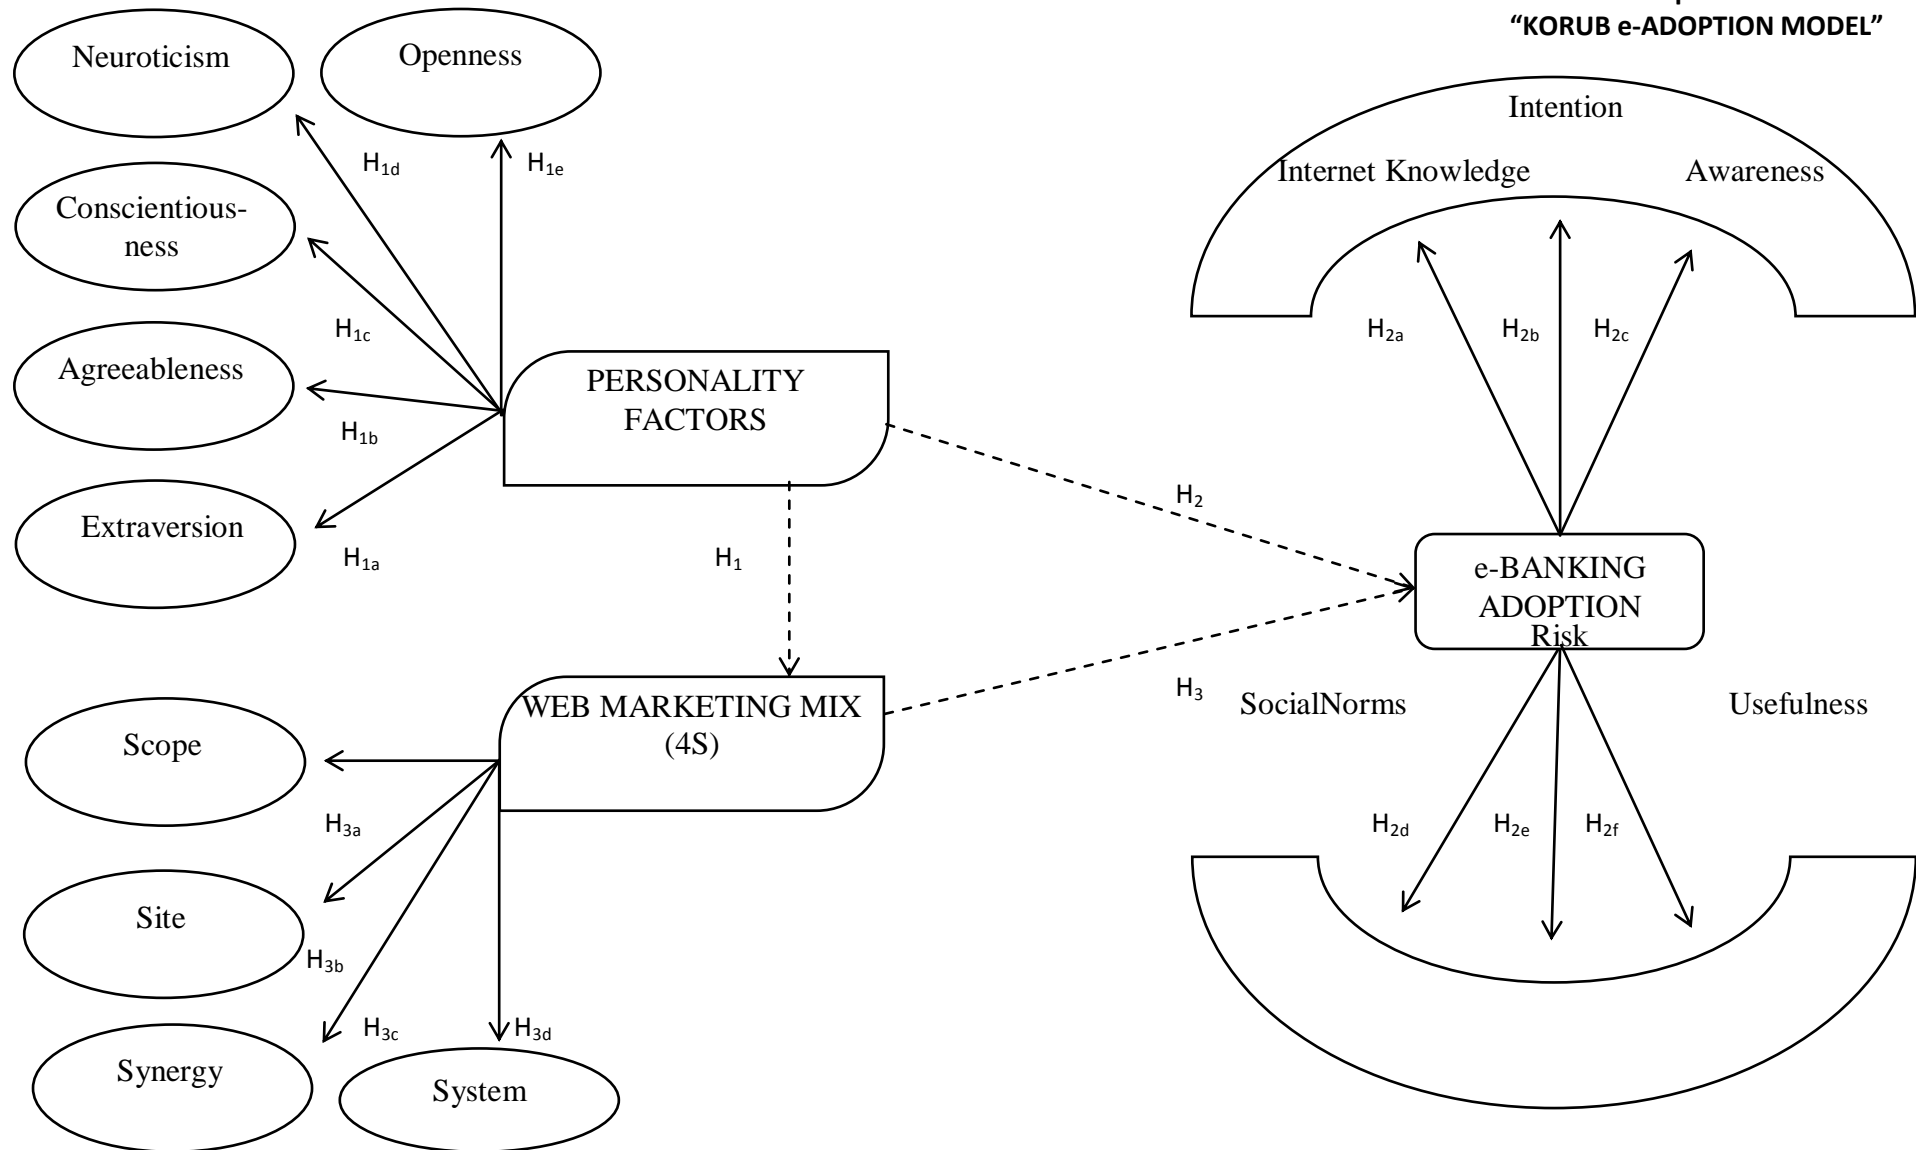 “KORUB e-ADOPTION MODEL”
Neuroticism
Openness
Intention
Internet Knowledge
Awareness
H1d
H1e
Conscientious-
ness
H2a
H2b
H2c
H1c
Agreeableness
PERSONALITY
FACTORS
H1b
Extraversion
H1a
H1
H2
e-BANKING
ADOPTION
Risk
H3
SocialNorms
Usefulness
WEB MARKETING MIX
(4S)
Scope
H3a
H2d
H2e
H2f
Site
H3b
H3c
H3d
Synergy
System